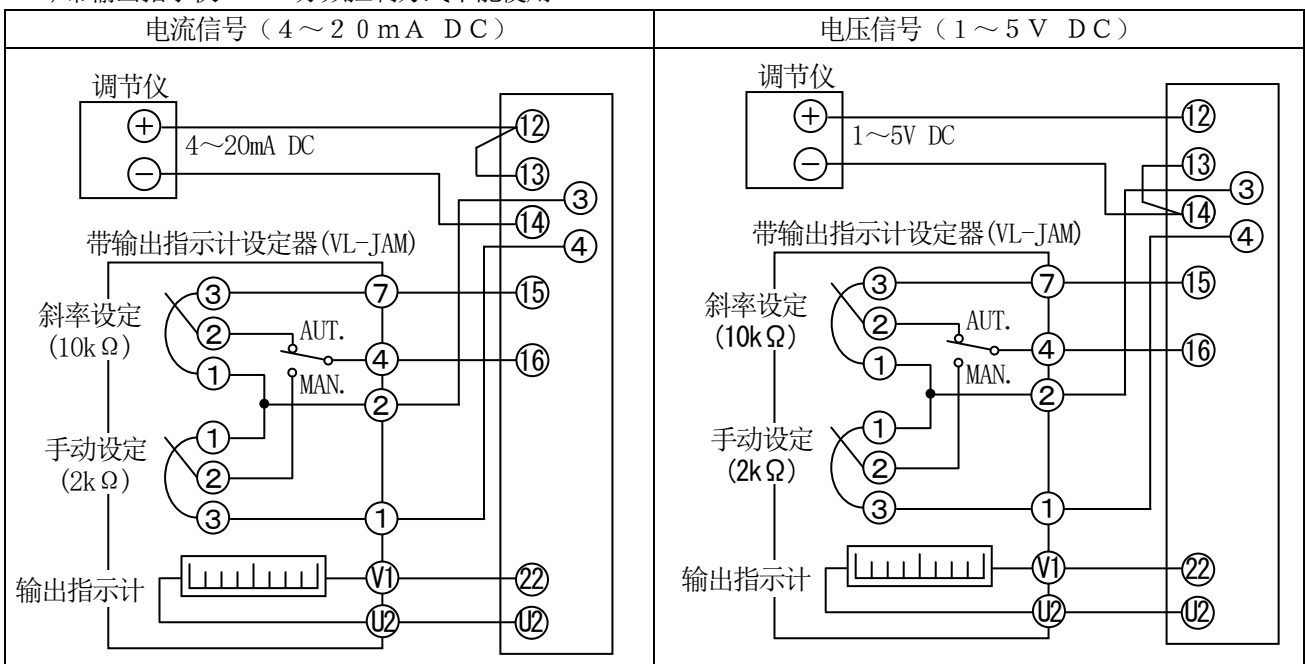 电流信号（4～20mA DC）
调节仪
+
12
4～20mA DC
−
13
3
14
4
带输出指示计设定器(VL-JAM)
3
7
15
斜率设定
(10kΩ)
2
AUT.
4
16
1
MAN.
2
手动设定
(2kΩ)
1
2
3
1
输出指示计
V1
22
U2
U2
电压信号（1～5V DC）
调节仪
+
12
1～5V DC
−
13
3
14
4
带输出指示计设定器(VL-JAM)
3
7
15
斜率设定
(10kΩ)
2
AUT.
4
16
1
MAN.
2
手动设定
(2kΩ)
1
2
3
1
输出指示计
V1
22
U2
U2